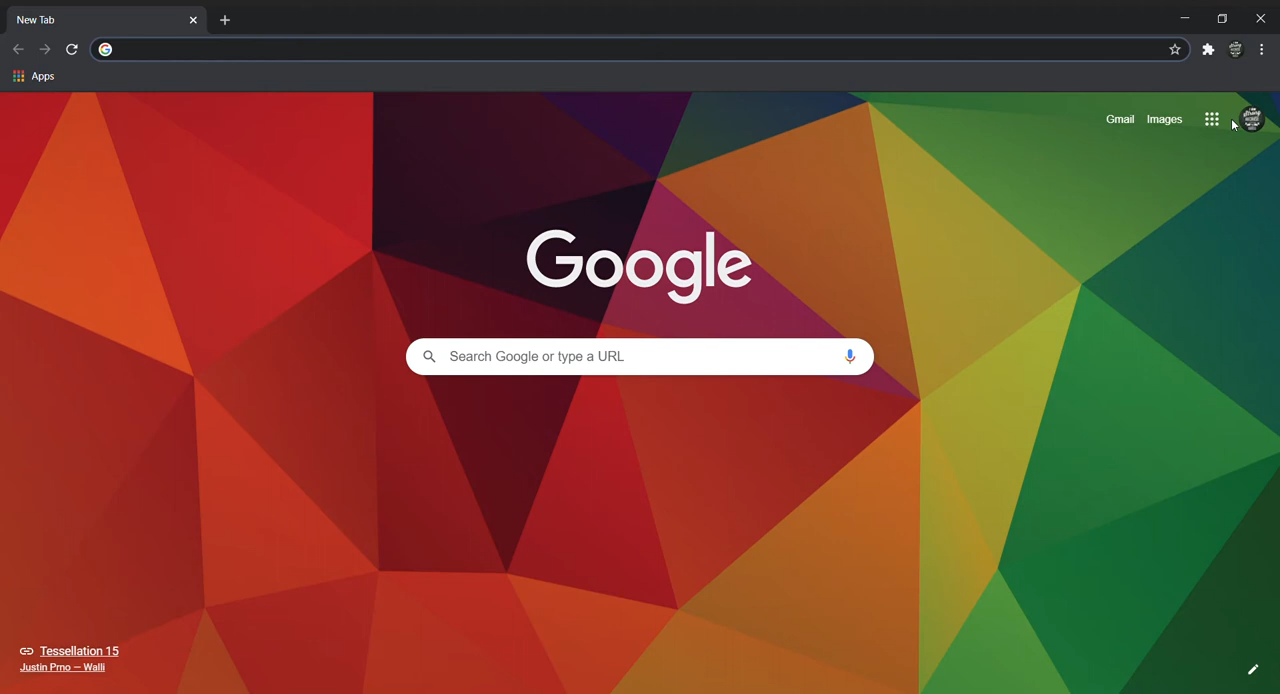 New Tab
Apps
Gmail Images
Google
Search Google or type a URL
Tessellation 15
Justin Prno — Walli